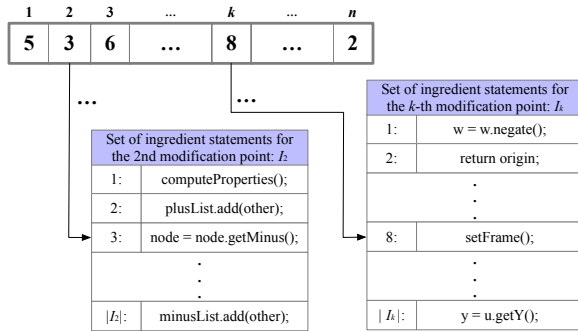 1 2 3 ... k ... n
5 3 6 ... 8 ... 2
...
...
Set of ingredient statements for
the 2nd modification point: I2
1: computeProperties();
2: plusList.add(other);
3: node = node.getMinus();
.
.
.
|I2|: minusList.add(other);
Set of ingredient statements for
the k-th modification point: Ik
1: w = w.negate();
2: return origin;
.
.
.
8: setFrame();
.
.
.
| Ik|: y = u.getY();